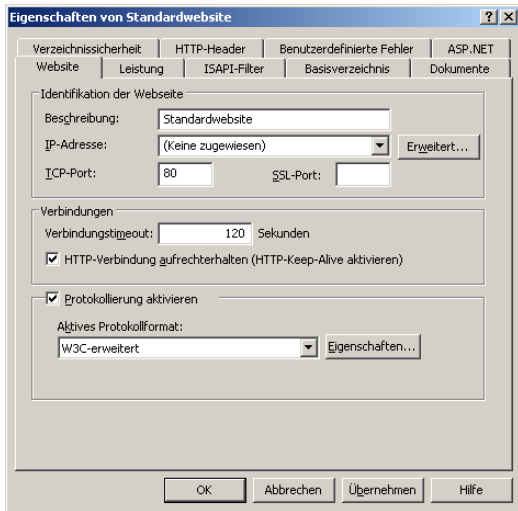 Eigenschaften von Standardwebsite
Verzeichnissicherheit HTTP-Header Benutzerdefinierte Fehler ASP.NET
Website Leistung ISAPI-Filter Basisverzeichnis Dokumente
Identifikation der Webseite
Beschreibung: Standardwebsite
IP-Adresse: (Keine zugewiesen) Erweitert...
TCP-Port: 80 SSL-Port:
Verbindungen
Verbindungstimeout: 120 Sekunden
HTTP-Verbindung aufrechterhalten (HTTP-Keep-Alive aktivieren)
Protokollierung aktivieren
Aktives Protokollformat:
W3C-erweitert Eigenschaften...
OK Abbrechen Übernehmen Hilfe